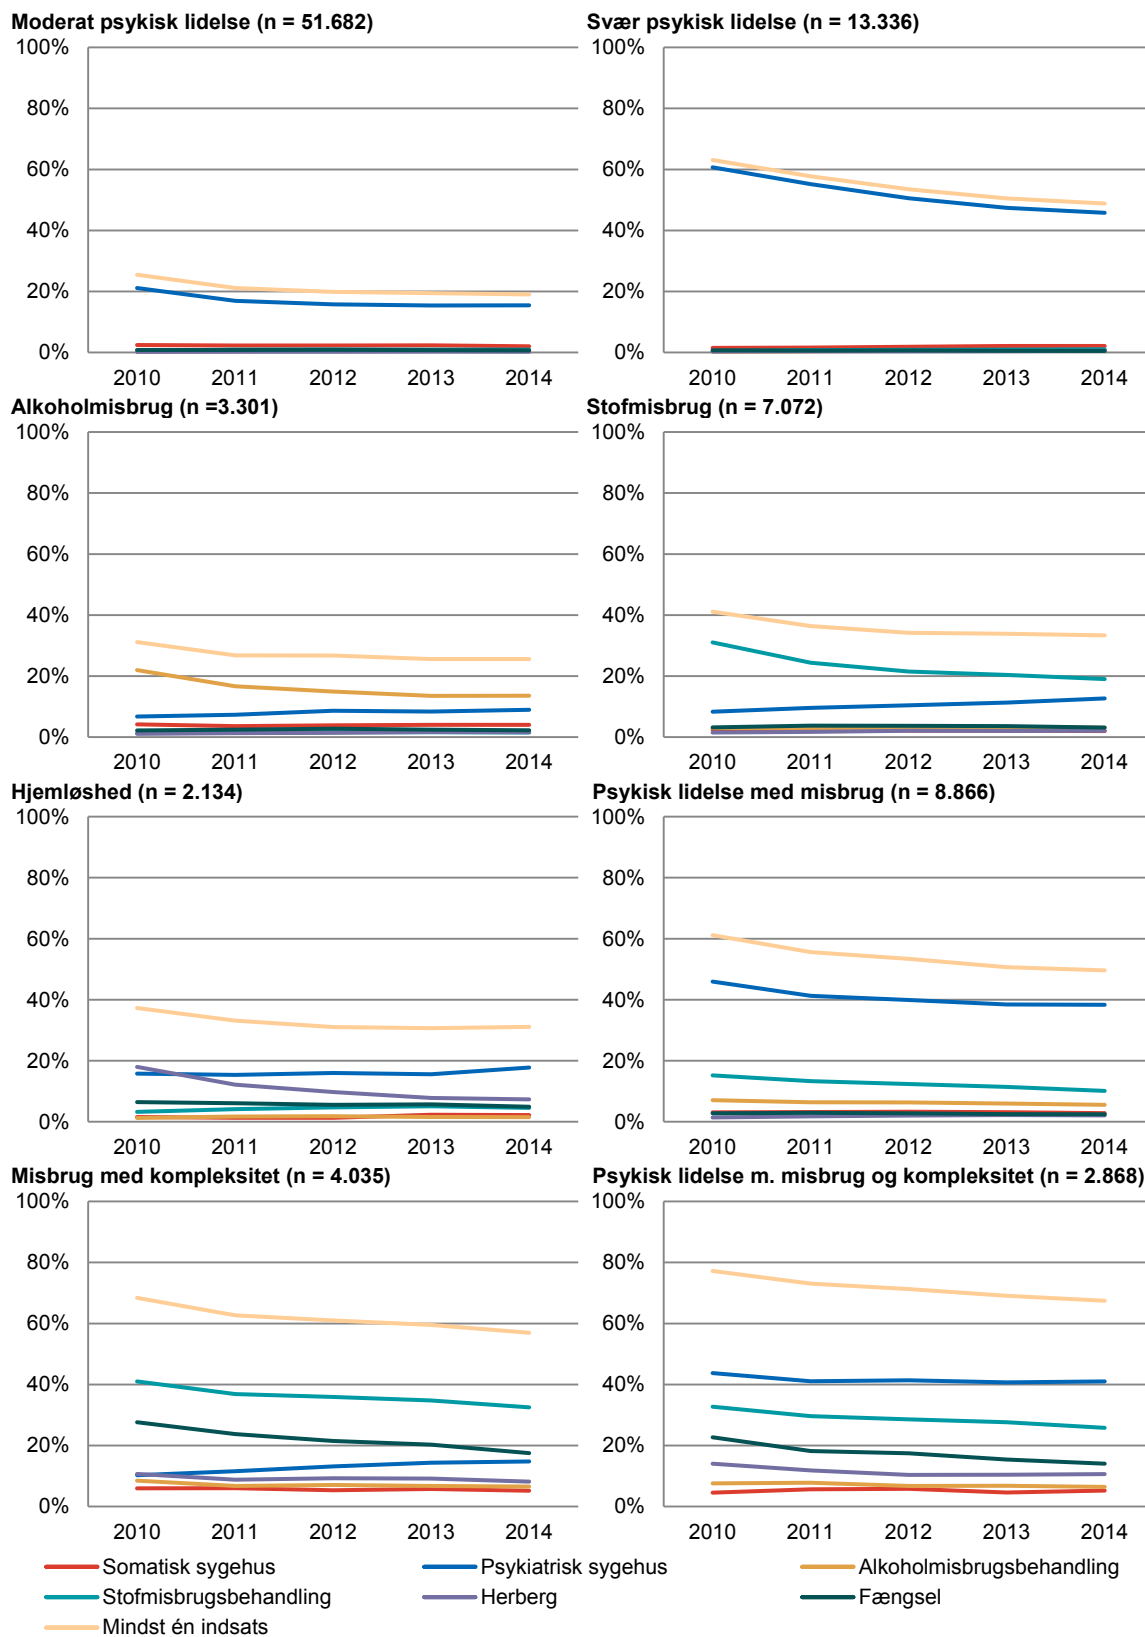 Moderat psykisk lidelse (n = 51.682)
100%
80%
60%
40%
20%
0%
2010 2011 2012 2013 2014
Svær psykisk lidelse (n = 13.336)
100%
80%
60%
40%
20%
0%
2010 2011 2012 2013 2014
Alkoholmisbrug (n =3.301)
100%
80%
60%
40%
20%
0%
2010 2011 2012 2013 2014
Stofmisbrug (n = 7.072)
100%
80%
60%
40%
20%
0%
2010 2011 2012 2013 2014
Hjemløshed (n = 2.134)
100%
80%
60%
40%
20%
0%
2010 2011 2012 2013 2014
Psykisk lidelse med misbrug (n = 8.866)
100%
80%
60%
40%
20%
0%
2010 2011 2012 2013 2014
Misbrug med kompleksitet (n = 4.035)
100%
80%
60%
40%
20%
0%
2010 2011 2012 2013 2014
Psykisk lidelse m. misbrug og kompleksitet (n = 2.868)
100%
80%
60%
40%
20%
0%
2010 2011 2012 2013 2014
Somatisk sygehus Psykiatrisk sygehus Alkoholmisbrugsbehandling
Stofmisbrugsbehandling Herberg Fængsel
Mindst én indsats